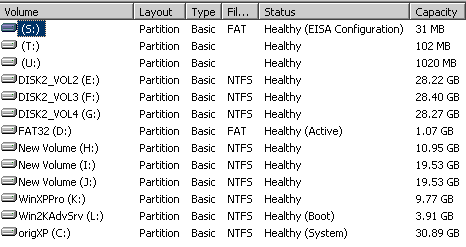 Volume Layout Type Fil... Status Capacity
(S:) Partition Basic FAT Healthy (EISA Configuration) 31 MB
(T:) Partition Basic Healthy 102 MB
(U:) Partition Basic Healthy 1020 MB
DISK2_VOL2 (E:) Partition Basic NTFS Healthy 28.22 GB
DISK2_VOL3 (F:) Partition Basic NTFS Healthy 28.40 GB
DISK2_VOL4 (G:) Partition Basic NTFS Healthy 28.27 GB
FAT32 (D:) Partition Basic FAT Healthy (Active) 1.07 GB
New Volume (H:) Partition Basic NTFS Healthy 10.95 GB
New Volume (I:) Partition Basic NTFS Healthy 19.53 GB
New Volume (J:) Partition Basic NTFS Healthy 19.53 GB
WinXPPro (K:) Partition Basic NTFS Healthy 9.77 GB
Win2KAdvSrv (L:) Partition Basic NTFS Healthy (Boot) 3.91 GB
origXP (C:) Partition Basic NTFS Healthy (System) 30.89 GB